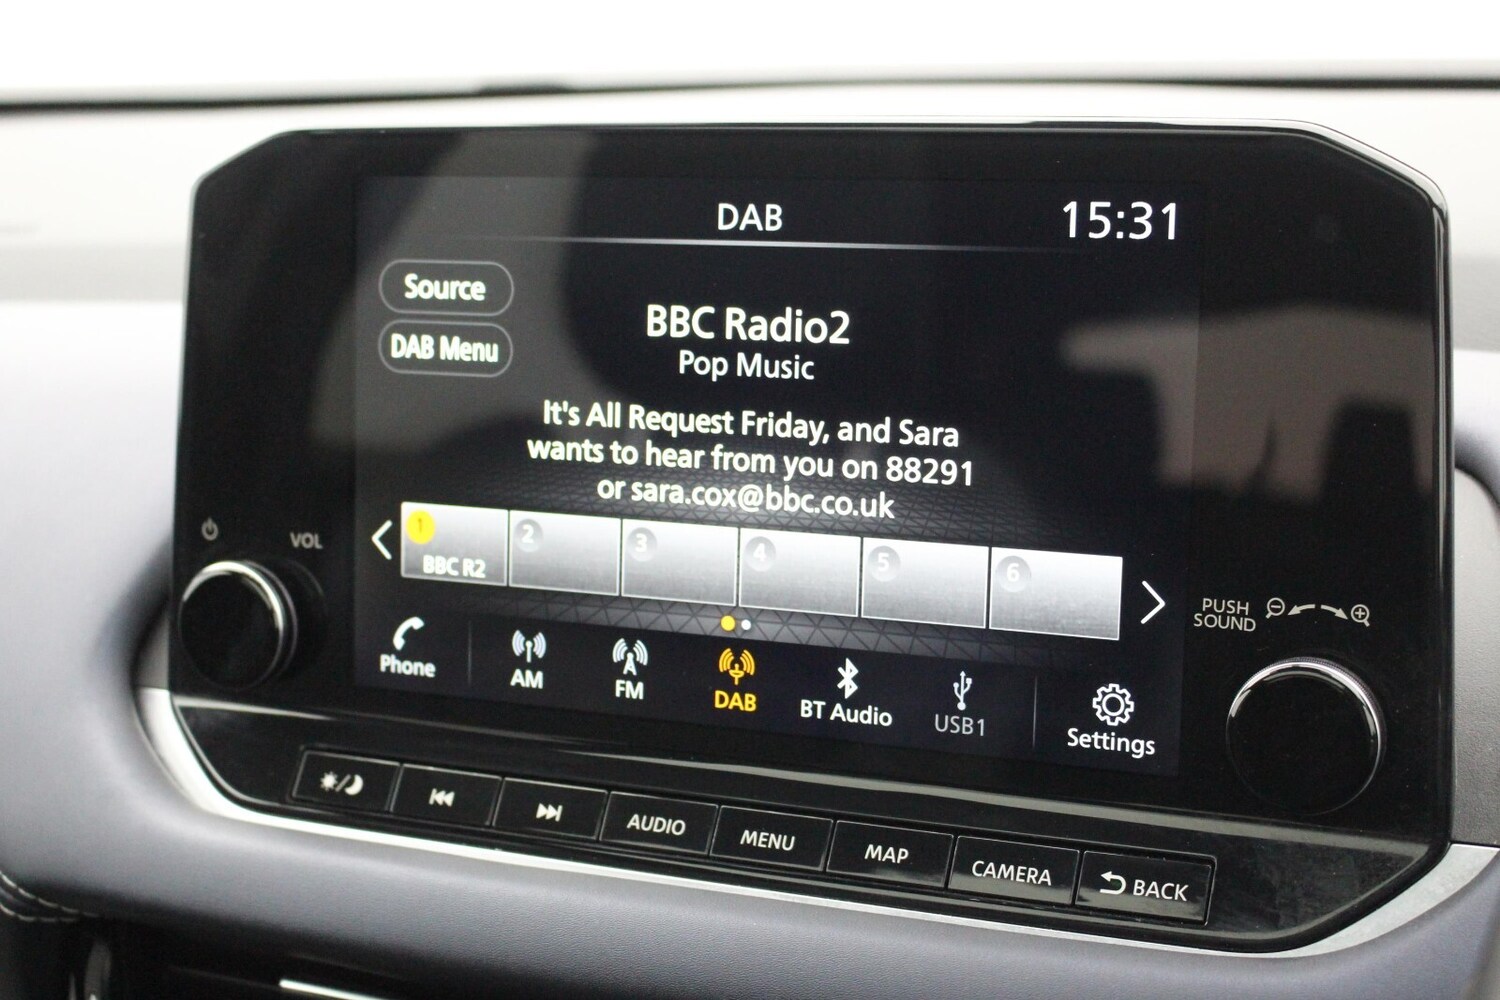 DAB
15:31
Source
BBC Radio2
DAB Menu
Pop Music
It's All Request Friday, and Sara
wants to hear from you on 88291
or sara.cox@bbc.co.uk
1 2 3 4 5 6
BBC R2
VOL
PUSH
SOUND
Phone
AM
FM
DAB
BT Audio
USB1
Settings
AUDIO
MENU
MAP
CAMERA
BACK